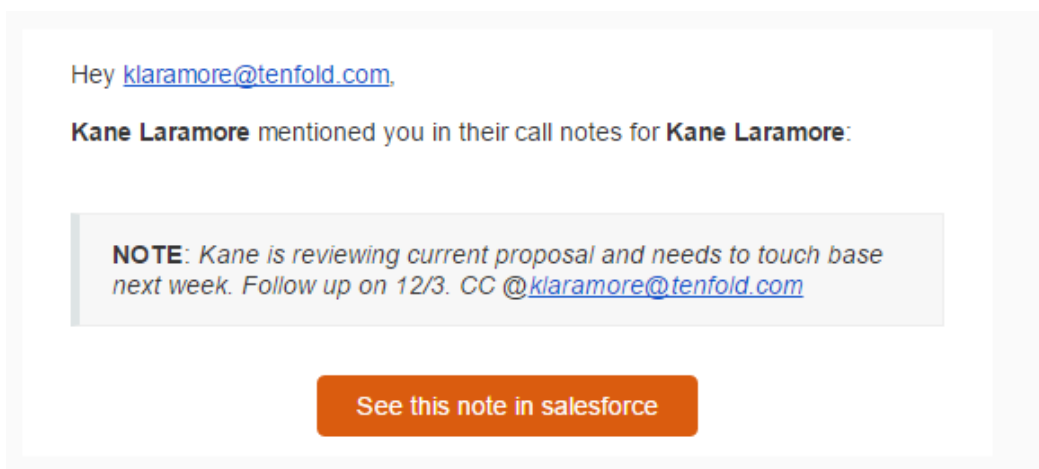 Hey klaramore@tenfold.com,
Kane Laramore mentioned you in their call notes for Kane Laramore:
NOTE: Kane is reviewing current proposal and needs to touch base
next week. Follow up on 12/3. CC @klaramore@tenfold.com
See this note in salesforce